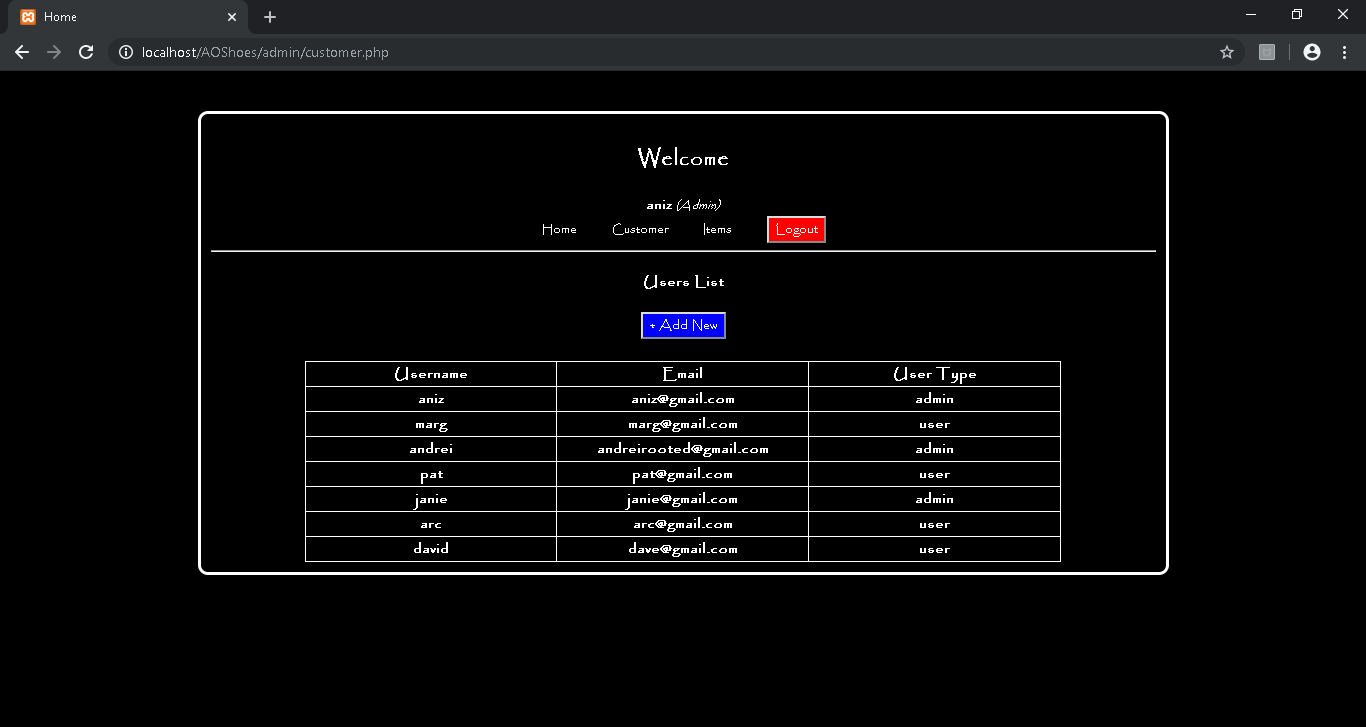 Home
localhost/AOShoes/admin/customer.php
Welcome
aniz (Admin)
Home Customer Items Logout
Users List
+ Add New
Username Email User Type
aniz aniz@gmail.com admin
marg marg@gmail.com user
andrei andreirooted@gmail.com admin
pat pat@gmail.com user
janie janie@gmail.com admin
arc arc@gmail.com user
david dave@gmail.com user